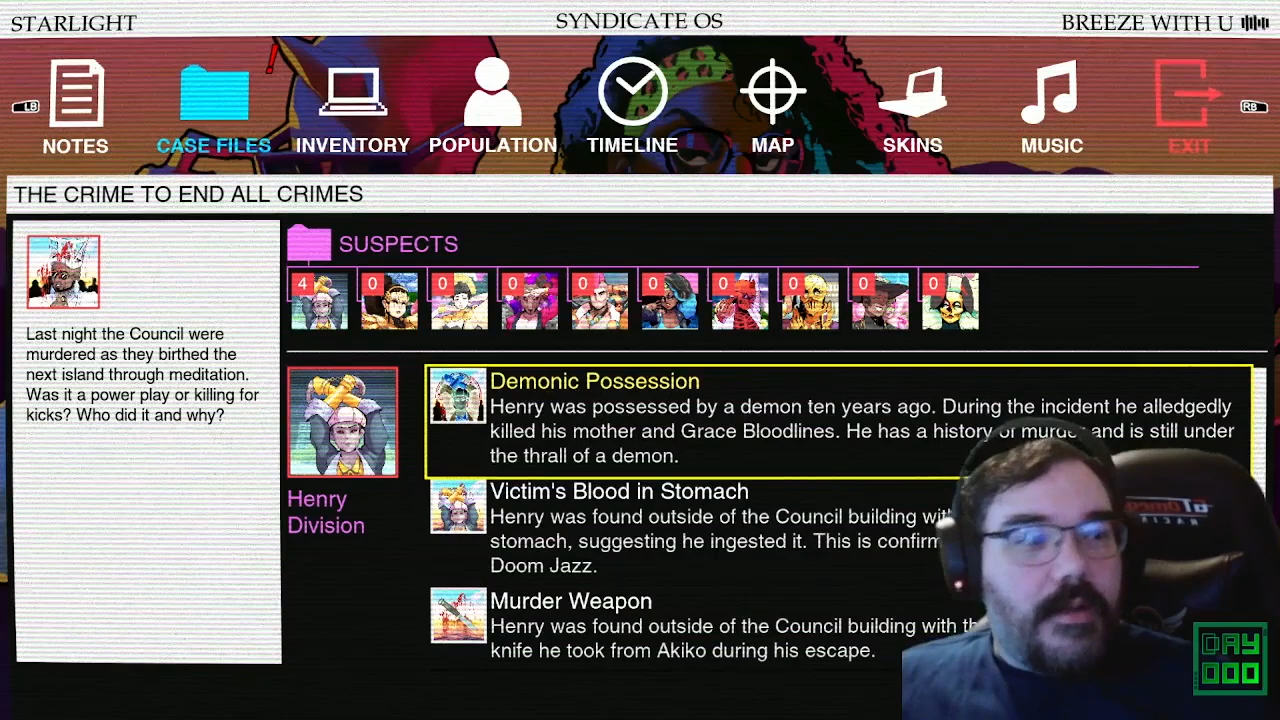 STARLIGHT
SYNDICATE OS
BREEZE WITH U
LB
RB
NOTES
CASE FILES
!
INVENTORY
POPULATION
TIMELINE
MAP
SKINS
MUSIC
EXIT
THE CRIME TO END ALL CRIMES
Last night the Council were
murdered as they birthed the
next island through meditation.
Was it a power play or killing for
kicks? Who did it and why?
SUSPECTS
4 0 0 0 0 0 0 0 0 0
Henry
Division
Demonic Possession
Henry was possessed by a demon ten years ago. During the incident he alledgedly
killed his mother and Grace Bloodlines. He has a history of murder and is still under
the thrall of a demon.
Victim's Blood in
Henry was found outside of the Council building
stomach, suggesting he ingested it. This is
Doom Jazz.
Murder Weapon
Henry was found outside of the Council building with
knife he took from Akiko during his escape.
DAY
000